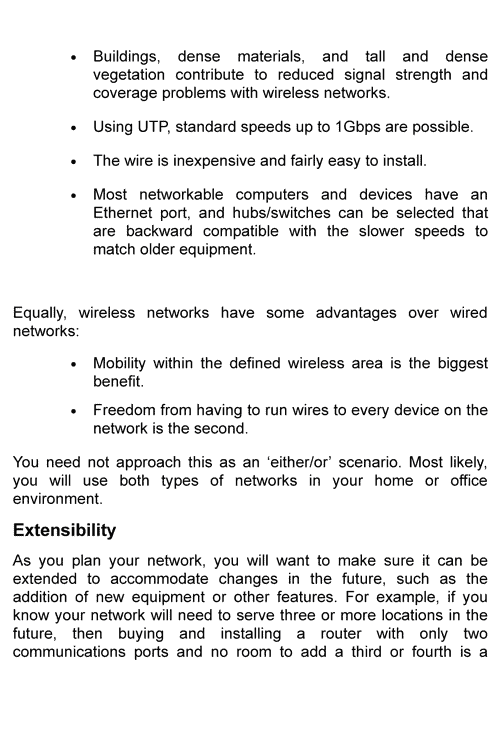 • Buildings, dense materials, and tall and dense
vegetation contribute to reduced signal strength and
coverage problems with wireless networks.
• Using UTP, standard speeds up to 1Gbps are possible.
• The wire is inexpensive and fairly easy to install.
• Most networkable computers and devices have an
Ethernet port, and hubs/switches can be selected that
are backward compatible with the slower speeds to
match older equipment.
Equally, wireless networks have some advantages over wired
networks:
• Mobility within the defined wireless area is the biggest
benefit.
• Freedom from having to run wires to every device on the
network is the second.
You need not approach this as an ‘either/or’ scenario. Most likely,
you will use both types of networks in your home or office
environment.
Extensibility
As you plan your network, you will want to make sure it can be
extended to accommodate changes in the future, such as the
addition of new equipment or other features. For example, if you
know your network will need to serve three or more locations in the
future, then buying and installing a router with only two
communications ports and no room to add a third or fourth is a